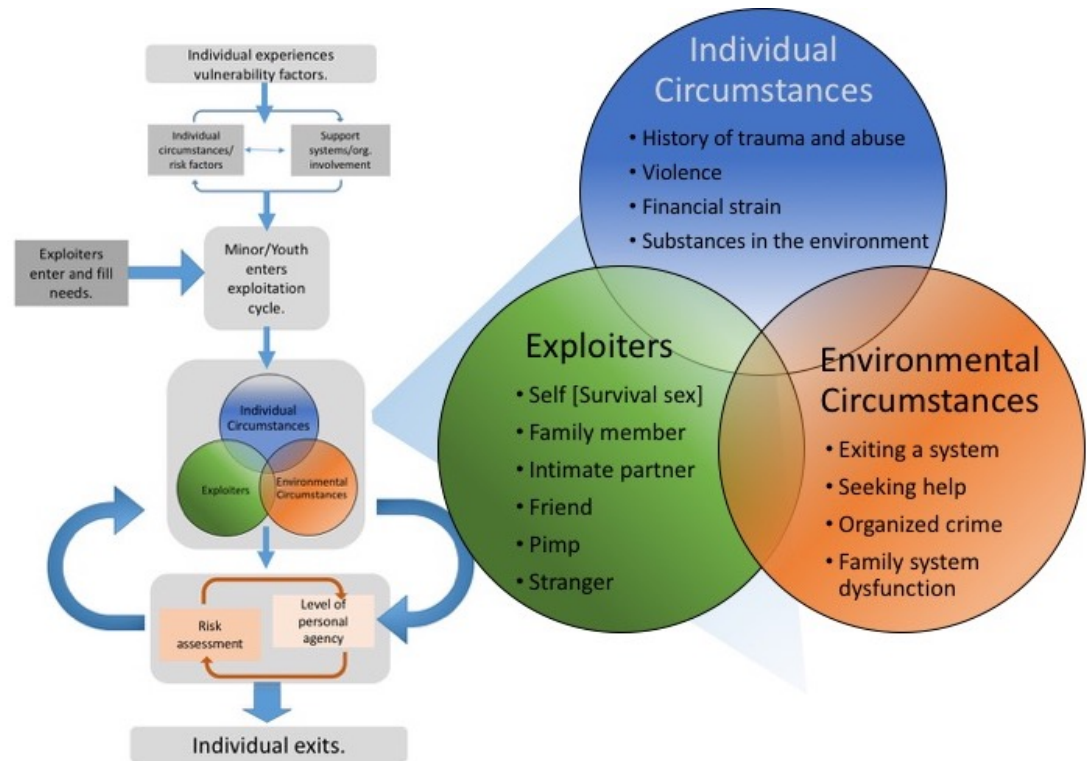 Individual experiences
vulnerability factors.
Individual
circumstances/
risk factors
Support
systems/org.
involvement
Exploiters
enter and fill
needs.
Minor/Youth
enters
exploitation
cycle.
Individual
Circumstances
Exploiters
Environmental
Circumstances
Risk
assessment
Level of
personal
agency
Individual exits.
Individual
Circumstances
• History of trauma and abuse
• Violence
• Financial strain
• Substances in the environment
Exploiters
• Self [Survival sex]
• Family member
• Intimate partner
• Friend
• Pimp
• Stranger
Environmental
Circumstances
• Exiting a system
• Seeking help
• Organized crime
• Family system
dysfunction